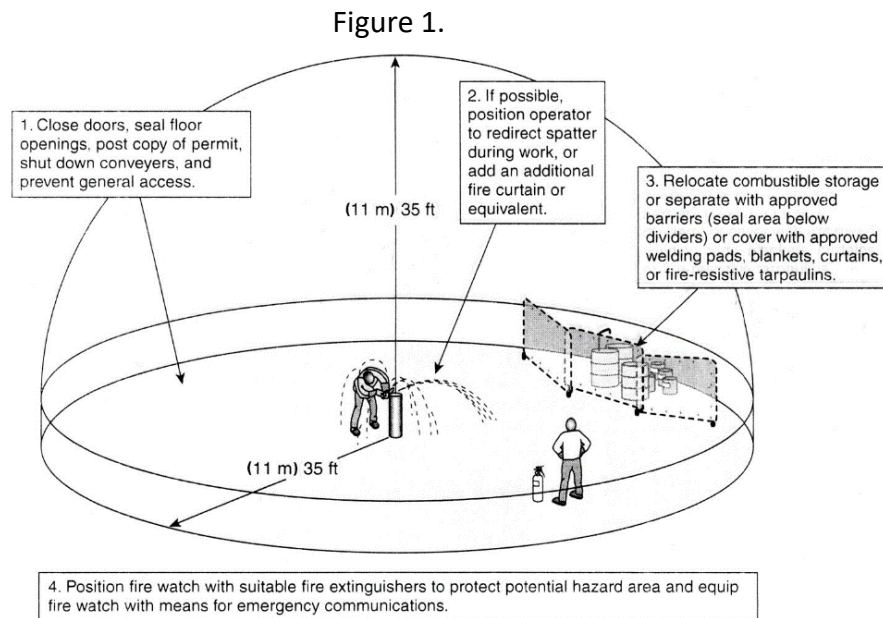 Figure 1.
1. Close doors, seal floor
openings, post copy of permit,
shut down conveyers, and
prevent general access.
2. If possible,
position operator
to redirect spatter
during work, or
add an additional
fire curtain or
equivalent.
(11 m) 35 ft
3. Relocate combustible storage
or separate with approved
barriers (seal area below
dividers) or cover with approved
welding pads, blankets, curtains,
or fire-resistive tarpaulins.
(11 m) 35 ft
4. Position fire watch with suitable fire extinguishers to protect potential hazard area and equip
fire watch with means for emergency communications.